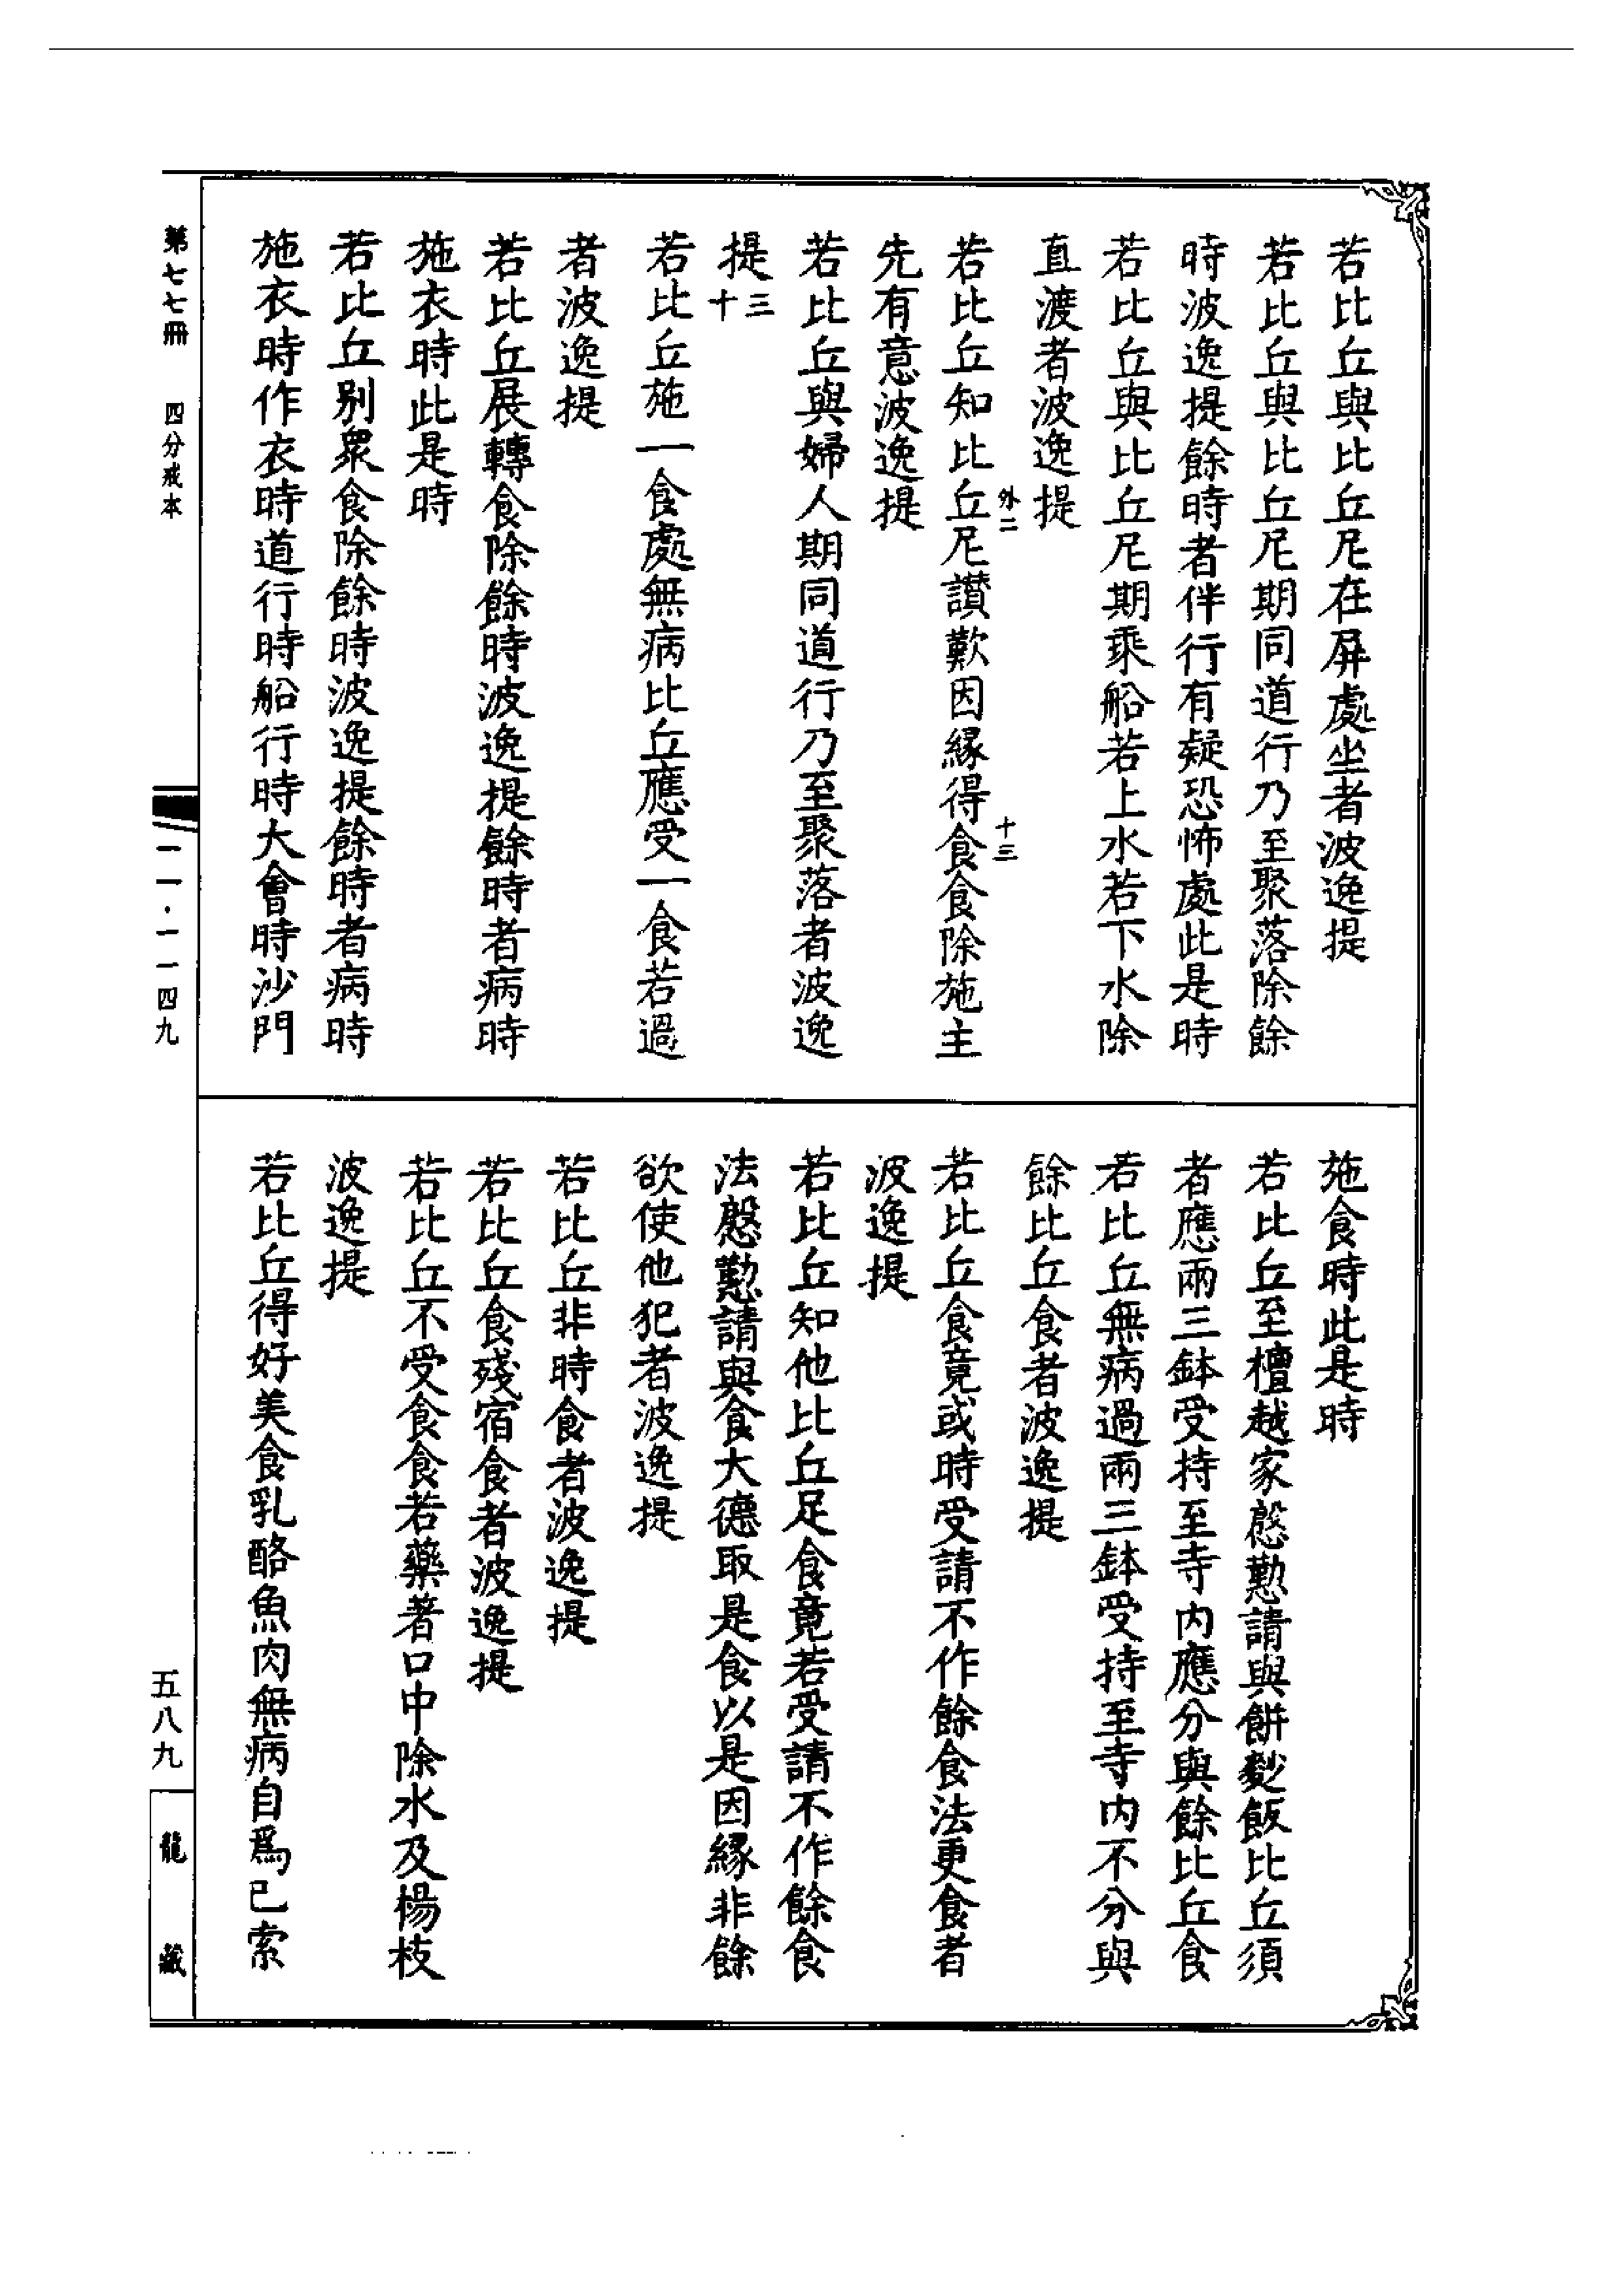 若比丘與比丘尼在屏處坐者波逸提
若比丘與比丘尼期同道行乃至聚落除餘
時波逸提餘時者伴行有疑恐怖處此是時
若比丘與比丘尼期乘船若上水若下水除
直渡者波逸提
外二 十三
若比丘知比丘尼讃歎因緣得食食除施主
先有意波逸提
若比丘與婦人期同道行乃至聚落者波逸
提三十
若比丘施一食處無病比丘應受一食若過
者波逸提
若比丘展轉食除餘時波逸提餘時者病時
施衣時此是時
若比丘別衆食除餘時波逸提餘時者病時
施衣時作衣時道行時船行時大會時沙門
施食時此是時
若比丘至檀越家慇懃請與餅麨飯比丘須
者應兩三鉢受持至寺內應分與餘比丘食
若比丘無病過兩三鉢受持至寺內不分與
餘比丘食者波逸提
若比丘食竟或時受請不作餘食法更食者
波逸提
若比丘知他比丘足食竟若受請不作餘食
法慇懃請與食大德取是食以是因緣非餘
欲使他犯者波逸提
若比丘非時食者波逸提
若比丘食殘宿食者波逸提
若比丘不受食食若藥著口中除水及楊枝
波逸提
若比丘得好美食乳酪魚肉無病自爲己索
第七七冊 四分戒本 二一·一一四九 五八九 龍藏